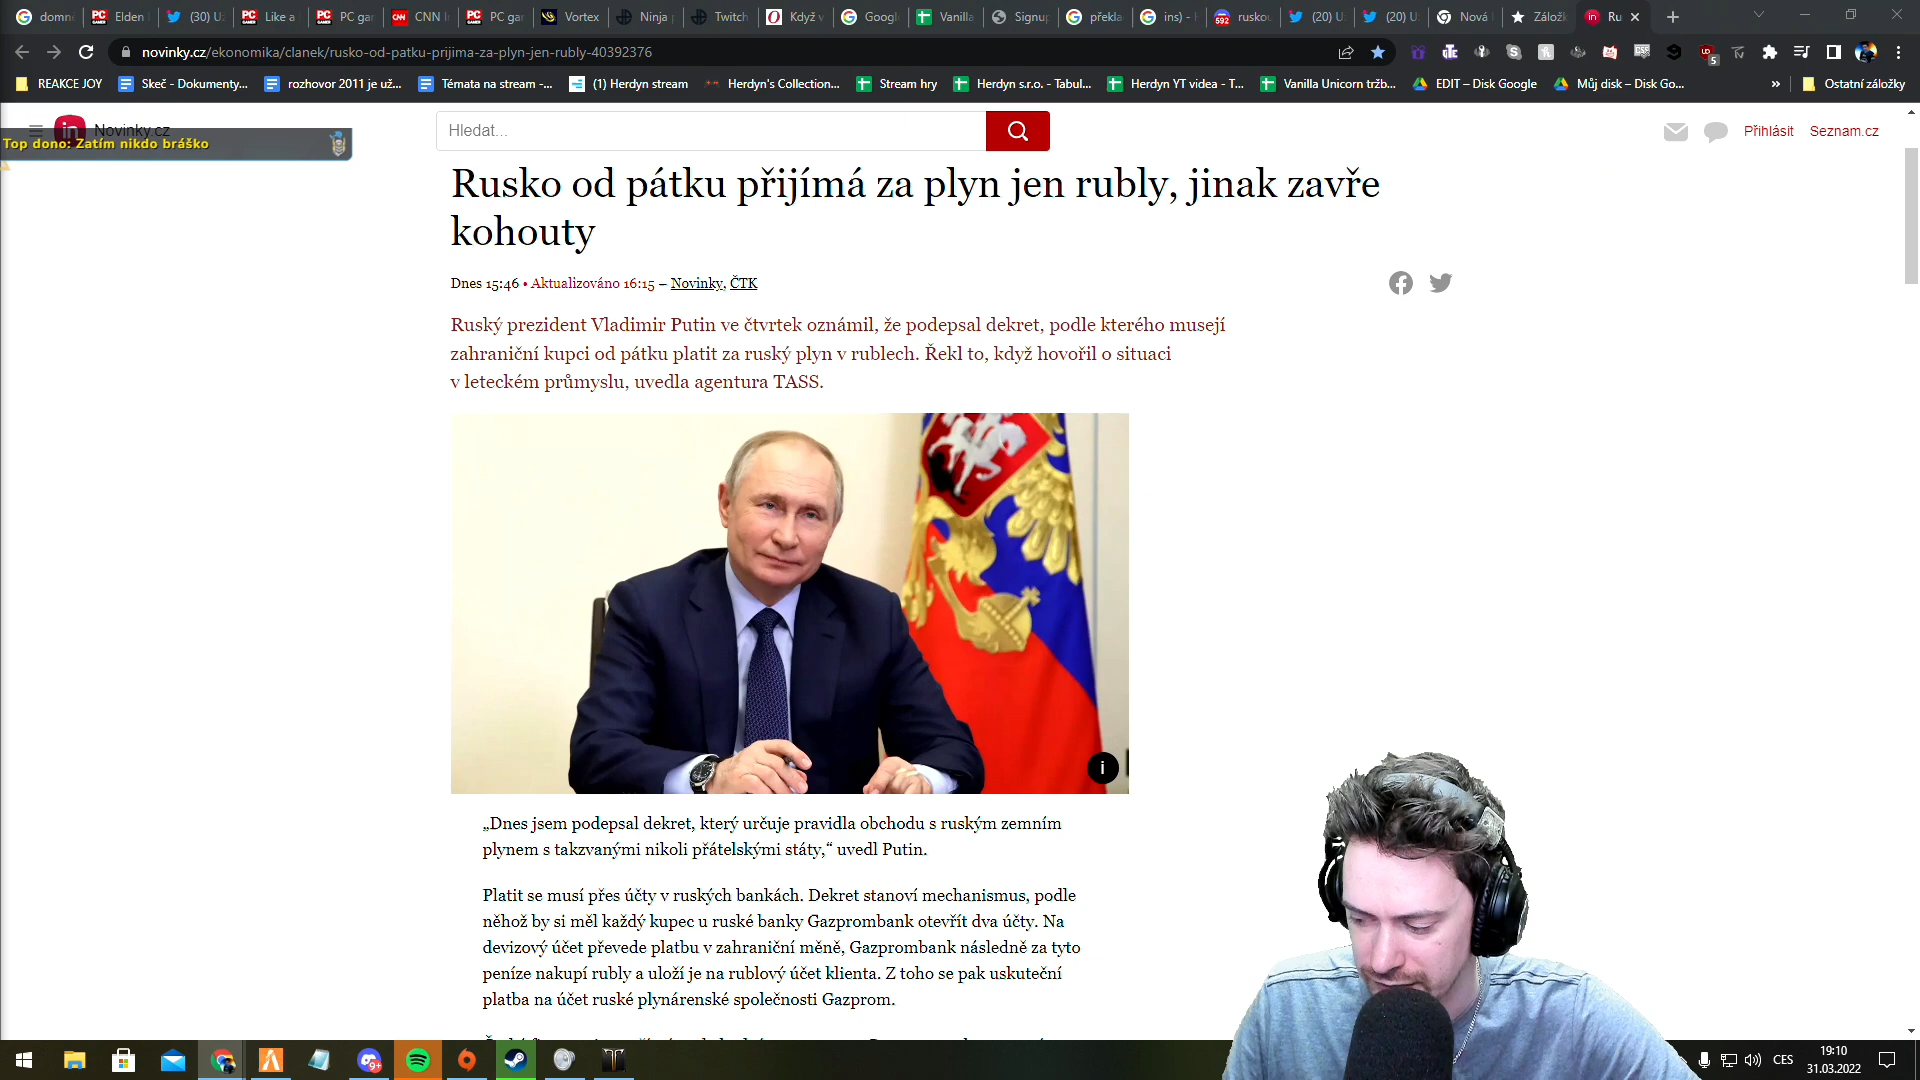 domn
Elden
(30) U
Like a
PC gar
CNN I
PC gar
Vortex
Ninja
Twitch
Když v
Googl
Vanilla
Signup
překla
ins) -
ruskou
(20) U
(20) U
Nová
Zálož
Ru
novinky.cz/ekonomika/clanek/rusko-od-patku-prijima-za-plyn-jen-rubly-40392376
REAKCE JOY
Skeč - Dokumenty...
rozhovor 2011 je už...
Témata na stream -...
(1) Herdyn stream
Herdyn's Collection...
Stream hry
Herdyn s.r.o. - Tabul...
Herdyn YT videa - T...
Vanilla Unicorn tržb...
EDIT – Disk Google
Můj disk – Disk Go...
Ostatní záložky
Novinky.cz
Hledat...
Přihlásit
Seznam.cz
Top dono: Zatím nikdo bráško
Rusko od pátku přijímá za plyn jen rubly, jinak zavře
kohouty
Dnes 15:46 • Aktualizováno 16:15 – Novinky, ČTK
Ruský prezident Vladimir Putin ve čtvrtek oznámil, že podepsal dekret, podle kterého musejí
zahraniční kupci od pátku platit za ruský plyn v rublech. Řekl to, když hovořil o situaci
v leteckém průmyslu, uvedla agentura TASS.
„Dnes jsem podepsal dekret, který určuje pravidla obchodu s ruským zemním
plynem s takzvanými nikoli přátelskými státy,“ uvedl Putin.
Platit se musí přes účty v ruských bankách. Dekret stanoví mechanismus, podle
něhož by si měl každý kupec u ruské banky Gazprombank otevřít dva účty. Na
devizový účet převede platbu v zahraniční měně, Gazprombank následně za tyto
peníze nakupí rubly a uloží je na rublový účet klienta. Z toho se pak uskuteční
platba na účet ruské plynárenské společnosti Gazprom.
CES
19:10
31.03.2022